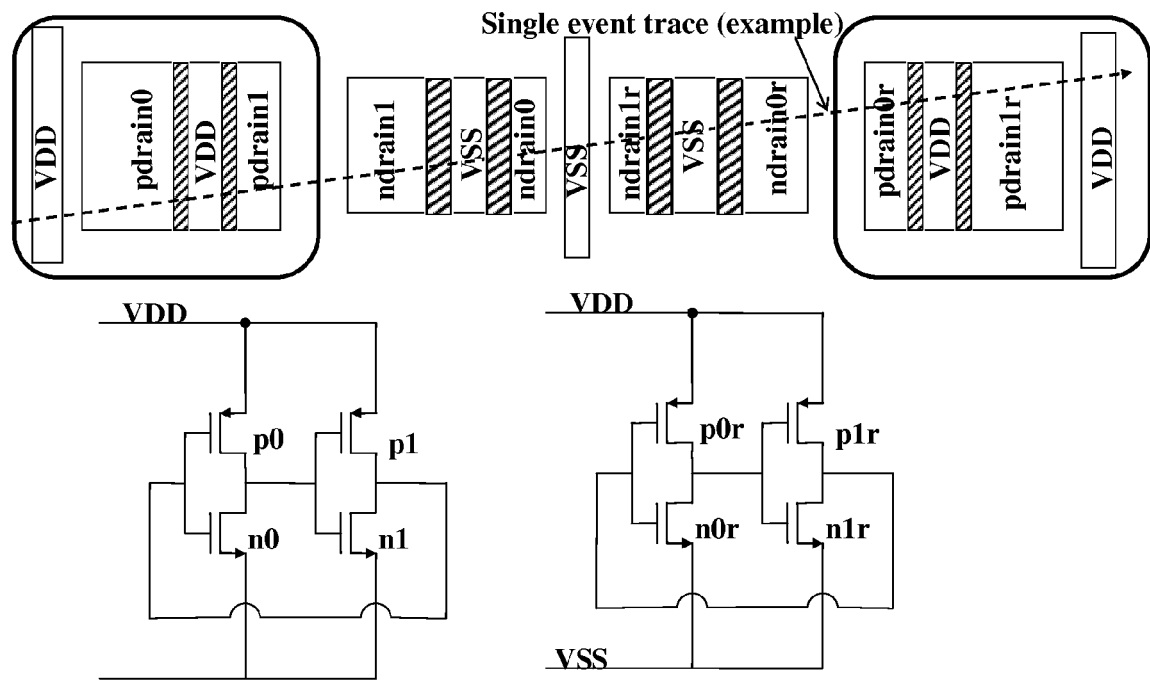 Single event trace (example)
VDD
pdrain0
VDD
pdrain1
ndrain1
VSS
ndrain0
VSS
ndrain1r
VSS
ndrain0r
pdrain0r
VDD
pdrain1r
VDD
VDD
p0
p1
n0
n1
VDD
p0r
p1r
n0r
n1r
VSS